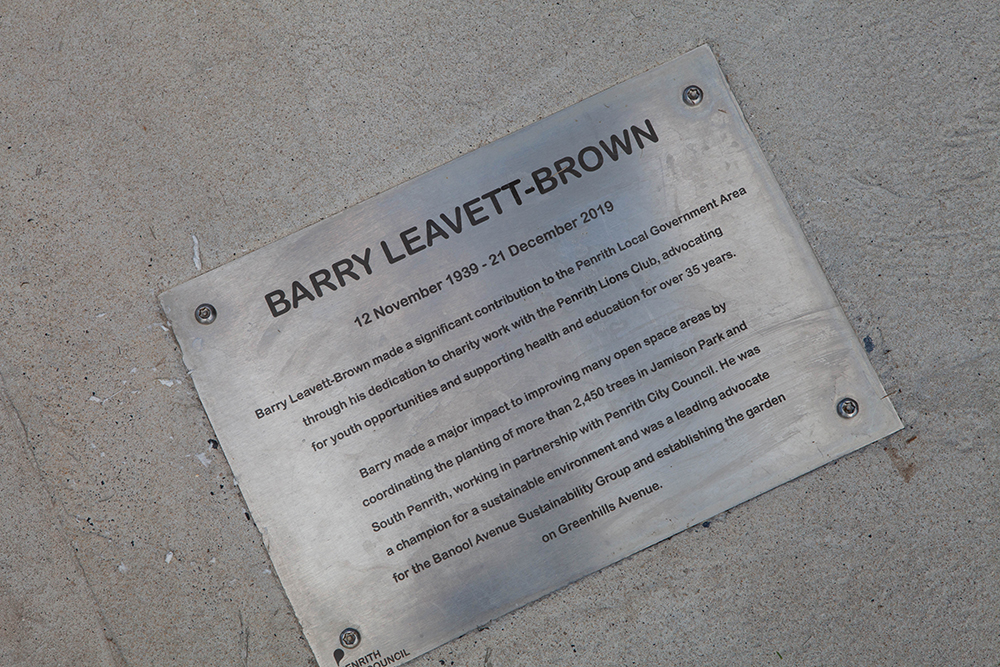 BARRY LEAVETT-BROWN
12 November 1939 - 21 December 2019
Barry Leavett-Brown made a significant contribution to the Penrith Local Government Area
through his dedication to charity work with the Penrith Lions Club, advocating
for youth opportunities and supporting health and education for over 35 years.
Barry made a major impact to improving many open space areas by
coordinating the planting of more than 2,450 trees in Jamison Park and
South Penrith, working in partnership with Penrith City Council. He was
a champion for a sustainable environment and was a leading advocate
for the Banool Avenue Sustainability Group and establishing the garden
on Greenhills Avenue.
ENRITH
COUNCIL